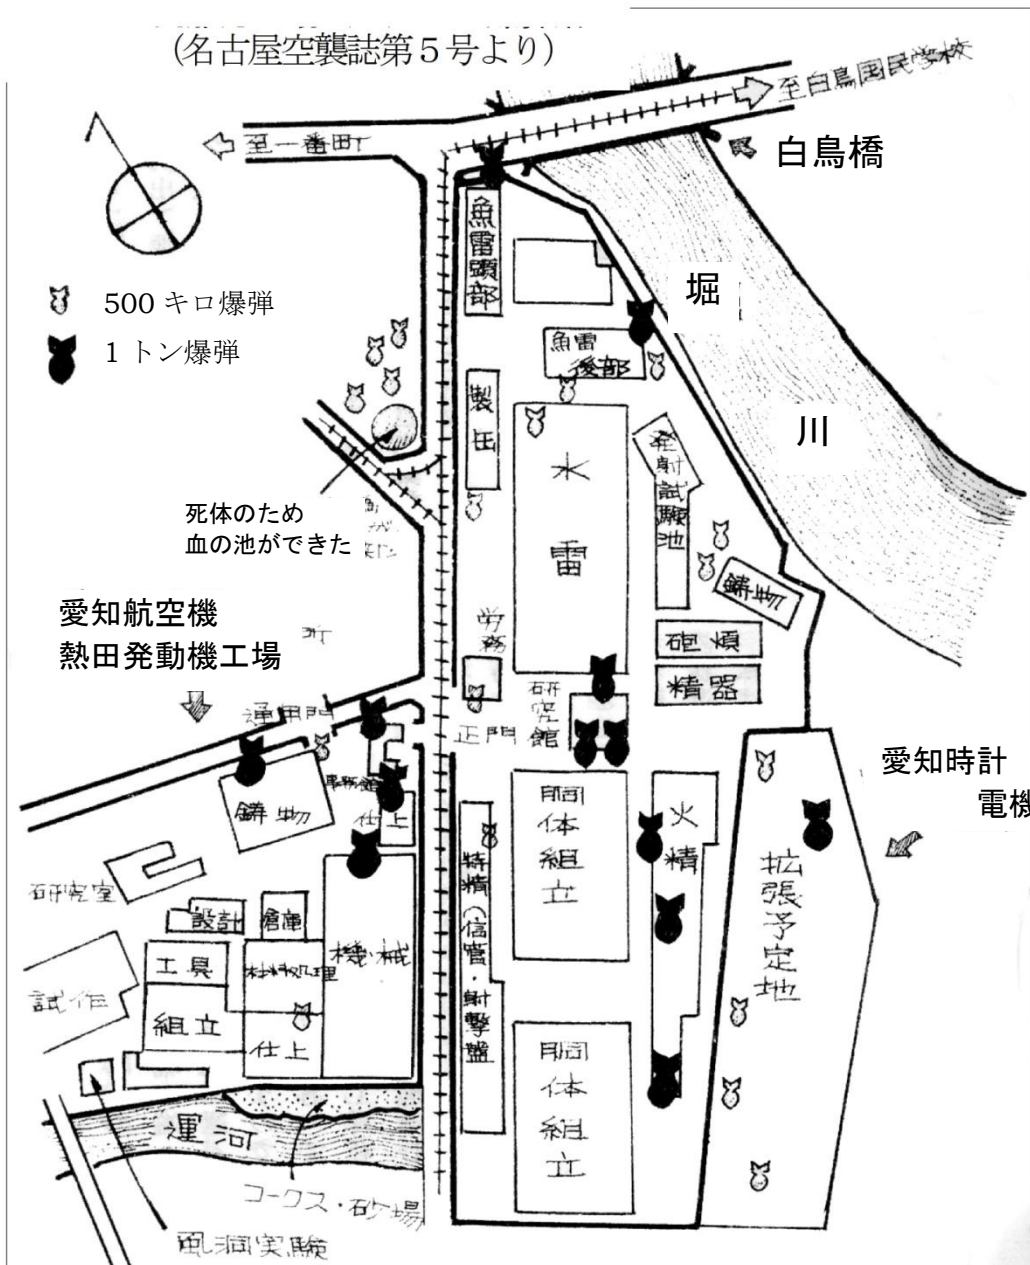 (名古屋空襲誌第5号より)
至白鳥国民学校
至一番町
白鳥橋
500 キロ爆弾
1 トン爆弾
魚雷頭部
堀
川
魚雷
後部
製缶
水雷
発射試験池
死体のため
血の池ができた
鋳物
愛知航空機
熱田発動機工場
労務
砲煩
精器
研究館
通用門
正門
愛知時計
電機
鋳物
事務館
仕上
胴体組立
火精
拡張予定地
特精(信管・射撃盤)
研究室
設計
倉庫
機械
工具
材料処理
試作
組立
仕上
胴体組立
運河
コークス・砂置場
風洞実験